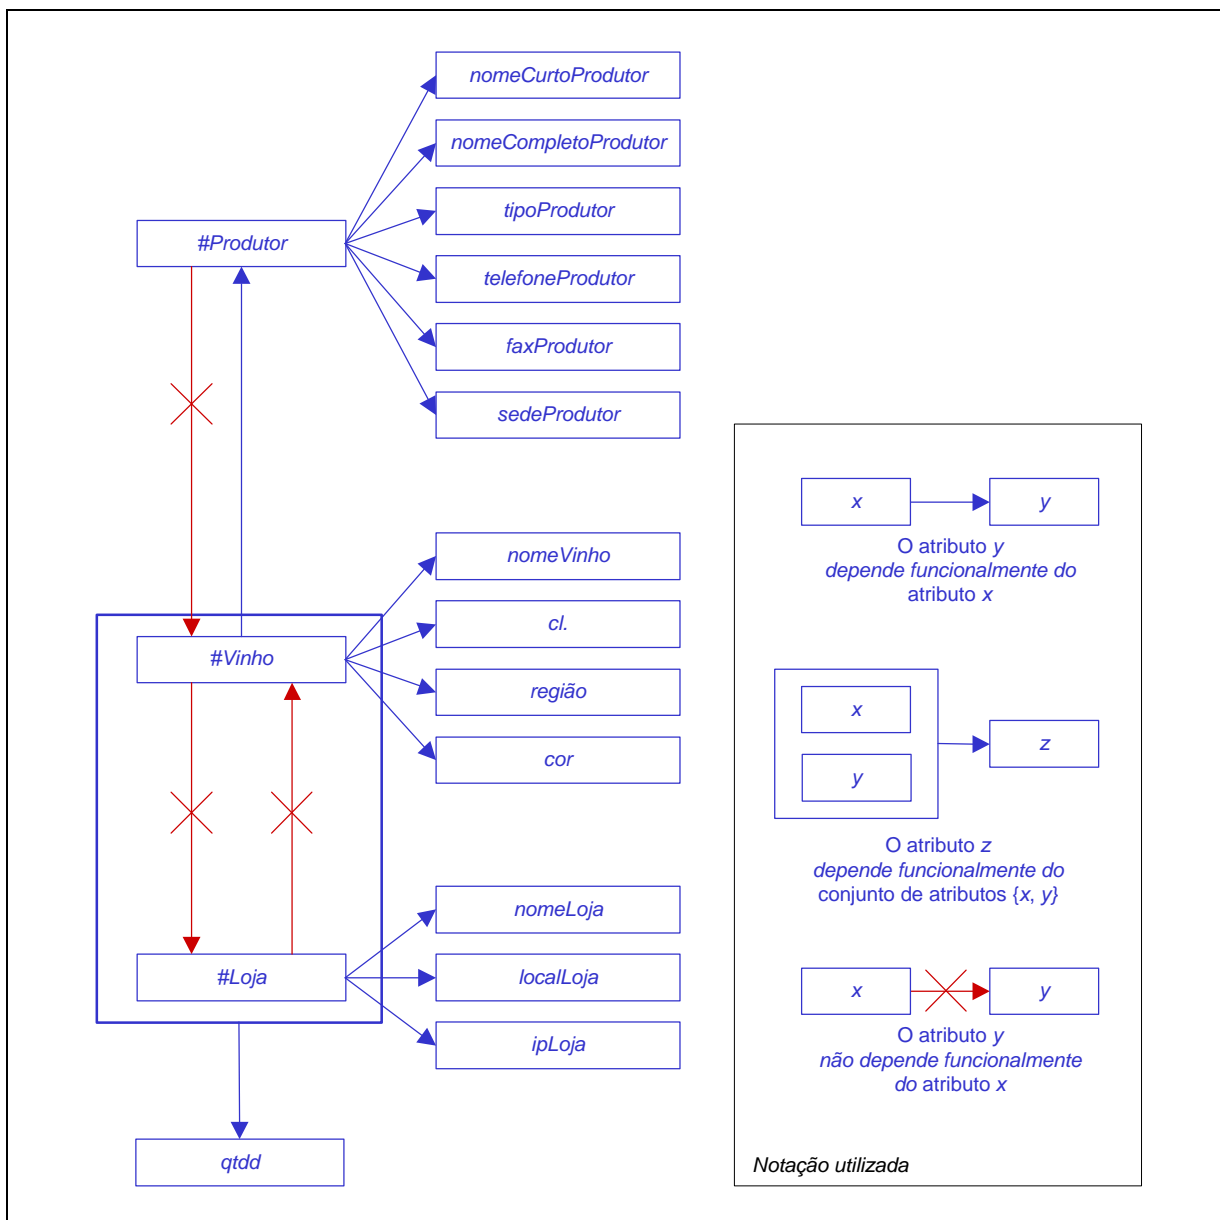 nomeCurtoProdutor
nomeCompletoProdutor
tipoProdutor
#Produtor
telefoneProdutor
faxProdutor
sedeProdutor
nomeVinho
cl.
#Vinho
região
cor
nomeLoja
#Loja
localLoja
ipLoja
qtdd
x
y
O atributo y
depende funcionalmente do
atributo x
x
y
z
O atributo z
depende funcionalmente do
conjunto de atributos {x, y}
x
y
O atributo y
não depende funcionalmente
do atributo x
Notação utilizada